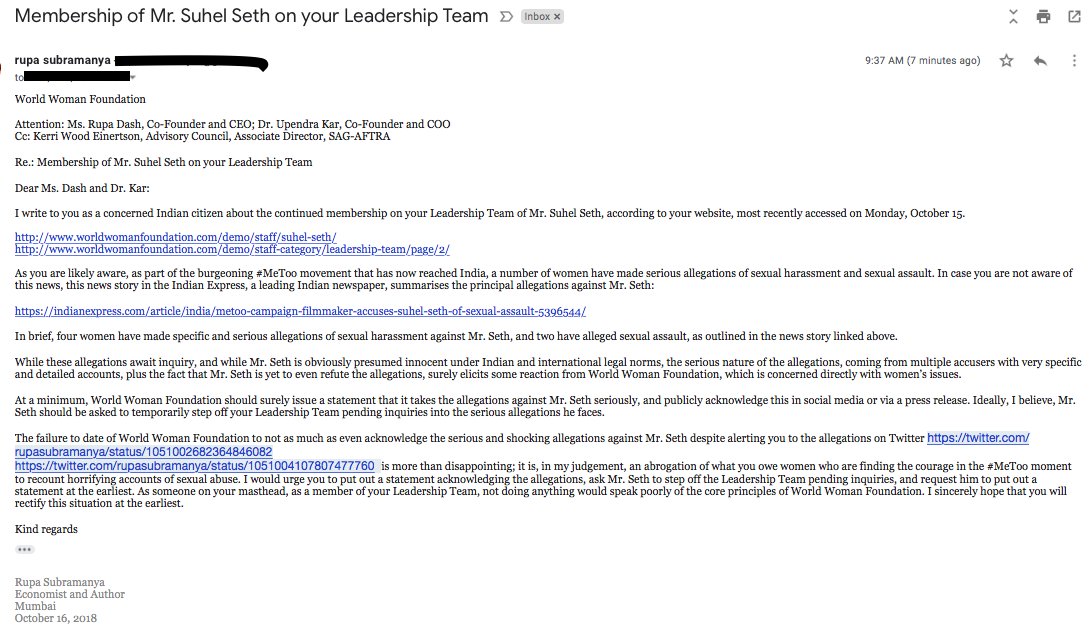 Membership of Mr. Suhel Seth on your Leadership Team Inbox x
rupa subramanya
9:37 AM (7 minutes ago)
to
World Woman Foundation
Attention: Ms. Rupa Dash, Co-Founder and CEO; Dr. Upendra Kar, Co-Founder and COO
Cc: Kerri Wood Einertson, Advisory Council, Associate Director, SAG-AFTRA
Re.: Membership of Mr. Suhel Seth on your Leadership Team
Dear Ms. Dash and Dr. Kar:
I write to you as a concerned Indian citizen about the continued membership on your Leadership Team of Mr. Suhel Seth, according to your website, most recently accessed on Monday, October 15.
http://www.worldwomanfoundation.com/demo/staff/suhel-seth/
http://www.worldwomanfoundation.com/demo/staff-category/leadership-team/page/2/
As you are likely aware, as part of the burgeoning #MeToo movement that has now reached India, a number of women have made serious allegations of sexual harassment and sexual assault. In case you are not aware of
this news, this news story in the Indian Express, a leading Indian newspaper, summarises the principal allegations against Mr. Seth:
https://indianexpress.com/article/india/metoo-campaign-filmmaker-accuses-suhel-seth-of-sexual-assault-5396544/
In brief, four women have made specific and serious allegations of sexual harassment against Mr. Seth, and two have alleged sexual assault, as outlined in the news story linked above.
While these allegations await inquiry, and while Mr. Seth is obviously presumed innocent under Indian and international legal norms, the serious nature of the allegations, coming from multiple accusers with very specific
and detailed accounts, plus the fact that Mr. Seth is yet to even refute the allegations, surely elicits some reaction from World Woman Foundation, which is concerned directly with women's issues.
At a minimum, World Woman Foundation should surely issue a statement that it takes the allegations against Mr. Seth seriously, and publicly acknowledge this in social media or via a press release. Ideally, I believe, Mr.
Seth should be asked to temporarily step off your Leadership Team pending inquiries into the serious allegations he faces.
The failure to date of World Woman Foundation to not as much as even acknowledge the serious and shocking allegations against Mr. Seth despite alerting you to the allegations on Twitter https://twitter.com/
rupasubramanya/status/1051002682364846082
https://twitter.com/rupasubramanya/status/1051004107807477760 is more than disappointing; it is, in my judgement, an abrogation of what you owe women who are finding the courage in the #MeToo moment
to recount horrifying accounts of sexual abuse. I would urge you to put out a statement acknowledging the allegations, ask Mr. Seth to step off the Leadership Team pending inquiries, and request him to put out a
statement at the earliest. As someone on your masthead, as a member of your Leadership Team, not doing anything would speak poorly of the core principles of World Woman Foundation. I sincerely hope that you will
rectify this situation at the earliest.
Kind regards
Rupa Subramanya
Economist and Author
Mumbai
October 16, 2018